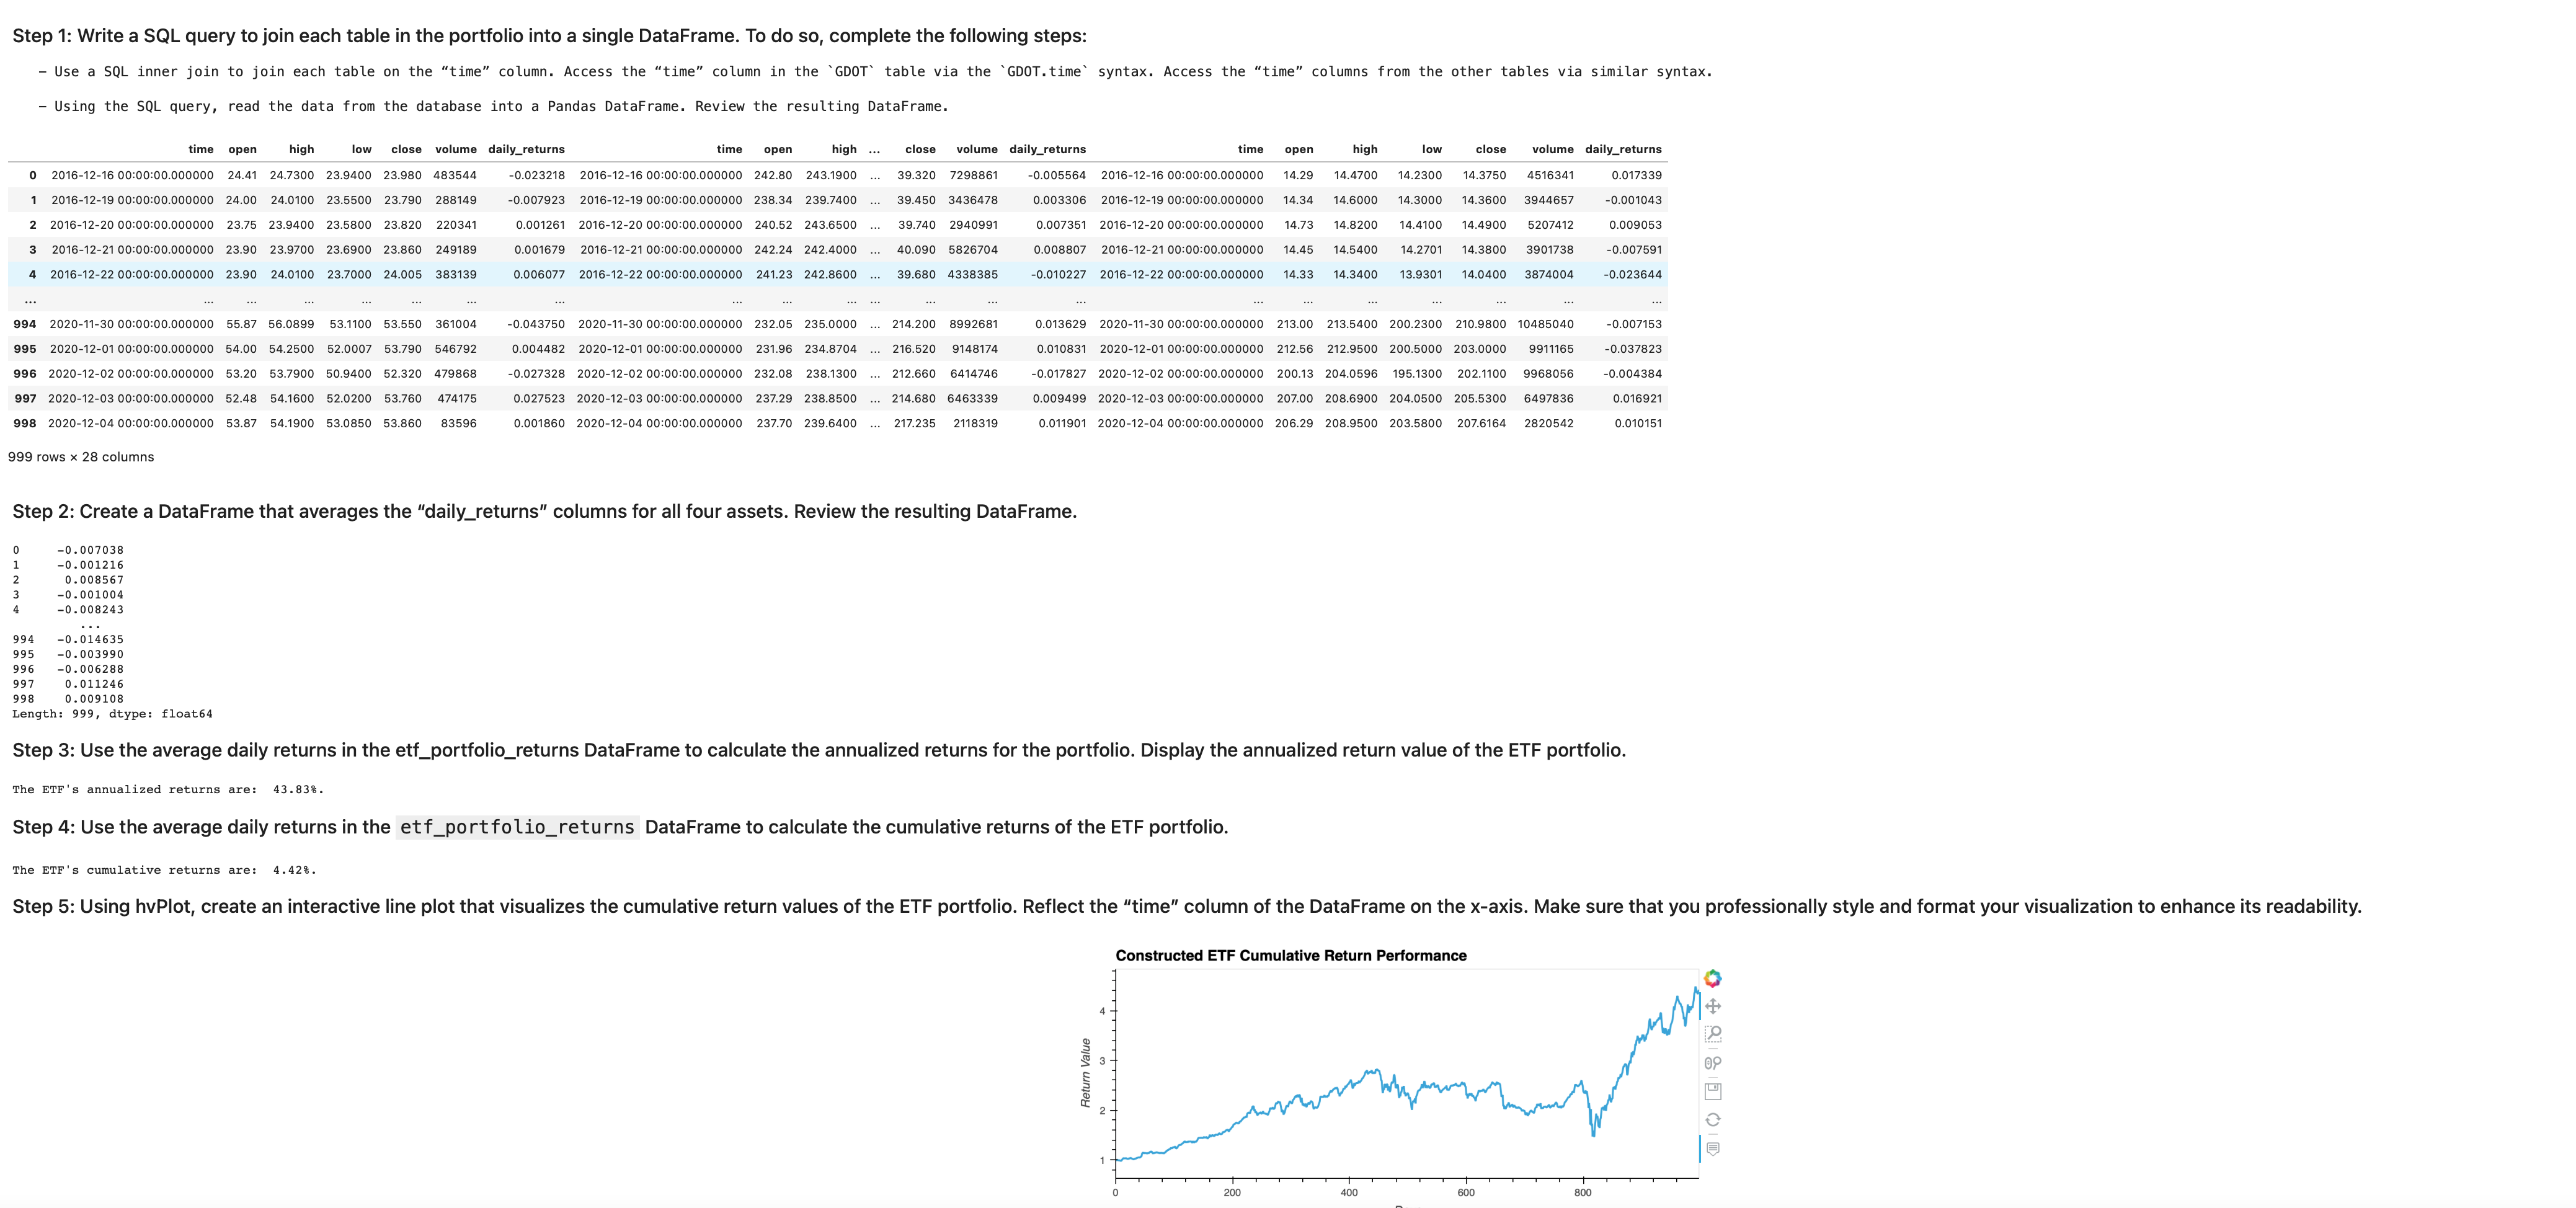 Step 1: Write a SQL query to join each table in the portfolio into a single DataFrame. To do so, complete the following steps:
– Use a SQL inner join to join each table on the “time” column. Access the “time” column in the `GDOT` table via the `GDOT.time` syntax. Access the “time” columns from the other tables via similar syntax.
– Using the SQL query, read the data from the database into a Pandas DataFrame. Review the resulting DataFrame.
time open high low close volume daily_returns time open high ... close volume daily_returns time open high low close volume daily_returns
0 2016-12-16 00:00:00.000000 24.41 24.7300 23.9400 23.980 483544 -0.023218 2016-12-16 00:00:00.000000 242.80 243.1900 ... 39.320 7298861 -0.005564 2016-12-16 00:00:00.000000 14.29 14.4700 14.2300 14.3750 4516341 0.017339
1 2016-12-19 00:00:00.000000 24.00 24.0100 23.5500 23.790 288149 -0.007923 2016-12-19 00:00:00.000000 238.34 239.7400 ... 39.450 3436478 0.003306 2016-12-19 00:00:00.000000 14.34 14.6000 14.3000 14.3600 3944657 -0.001043
2 2016-12-20 00:00:00.000000 23.75 23.9400 23.5800 23.820 220341 0.001261 2016-12-20 00:00:00.000000 240.52 243.6500 ... 39.740 2940991 0.007351 2016-12-20 00:00:00.000000 14.73 14.8200 14.4100 14.4900 5207412 0.009053
3 2016-12-21 00:00:00.000000 23.90 23.9700 23.6900 23.860 249189 0.001679 2016-12-21 00:00:00.000000 242.24 242.4000 ... 40.090 5826704 0.008807 2016-12-21 00:00:00.000000 14.45 14.5400 14.2701 14.3800 3901738 -0.007591
4 2016-12-22 00:00:00.000000 23.90 24.0100 23.7000 24.005 383139 0.006077 2016-12-22 00:00:00.000000 241.23 242.8600 ... 39.680 4338385 -0.010227 2016-12-22 00:00:00.000000 14.33 14.3400 13.9301 14.0400 3874004 -0.023644
... ... ... ... ... ... ... ... ... ... ... ... ... ... ... ... ... ... ... ... ... ...
994 2020-11-30 00:00:00.000000 55.87 56.0899 53.1100 53.550 361004 -0.043750 2020-11-30 00:00:00.000000 232.05 235.0000 ... 214.200 8992681 0.013629 2020-11-30 00:00:00.000000 213.00 213.5400 200.2300 210.9800 10485040 -0.007153
995 2020-12-01 00:00:00.000000 54.00 54.2500 52.0007 53.790 546792 0.004482 2020-12-01 00:00:00.000000 231.96 234.8704 ... 216.520 9148174 0.010831 2020-12-01 00:00:00.000000 212.56 212.9500 200.5000 203.0000 9911165 -0.037823
996 2020-12-02 00:00:00.000000 53.20 53.7900 50.9400 52.320 479868 -0.027328 2020-12-02 00:00:00.000000 232.08 238.1300 ... 212.660 6414746 -0.017827 2020-12-02 00:00:00.000000 200.13 204.0596 195.1300 202.1100 9968056 -0.004384
997 2020-12-03 00:00:00.000000 52.48 54.1600 52.0200 53.760 474175 0.027523 2020-12-03 00:00:00.000000 237.29 238.8500 ... 214.680 6463339 0.009499 2020-12-03 00:00:00.000000 207.00 208.6900 204.0500 205.5300 6497836 0.016921
998 2020-12-04 00:00:00.000000 53.87 54.1900 53.0850 53.860 83596 0.001860 2020-12-04 00:00:00.000000 237.70 239.6400 ... 217.235 2118319 0.011901 2020-12-04 00:00:00.000000 206.29 208.9500 203.5800 207.6164 2820542 0.010151
999 rows × 28 columns
Step 2: Create a DataFrame that averages the “daily_returns” columns for all four assets. Review the resulting DataFrame.
0 -0.007038
1 -0.001216
2 0.008567
3 -0.001004
4 -0.008243
...
994 -0.014635
995 -0.003990
996 -0.006288
997 0.011246
998 0.009108
Length: 999, dtype: float64
Step 3: Use the average daily returns in the etf_portfolio_returns DataFrame to calculate the annualized returns for the portfolio. Display the annualized return value of the ETF portfolio.
The ETF's annualized returns are: 43.83%.
Step 4: Use the average daily returns in the etf_portfolio_returns DataFrame to calculate the cumulative returns of the ETF portfolio.
The ETF's cumulative returns are: 4.42%.
Step 5: Using hvPlot, create an interactive line plot that visualizes the cumulative return values of the ETF portfolio. Reflect the “time” column of the DataFrame on the x-axis. Make sure that you professionally style and format your visualization to enhance its readability.
Constructed ETF Cumulative Return Performance
Return Value
4
3
2
1
0 200 400 600 800